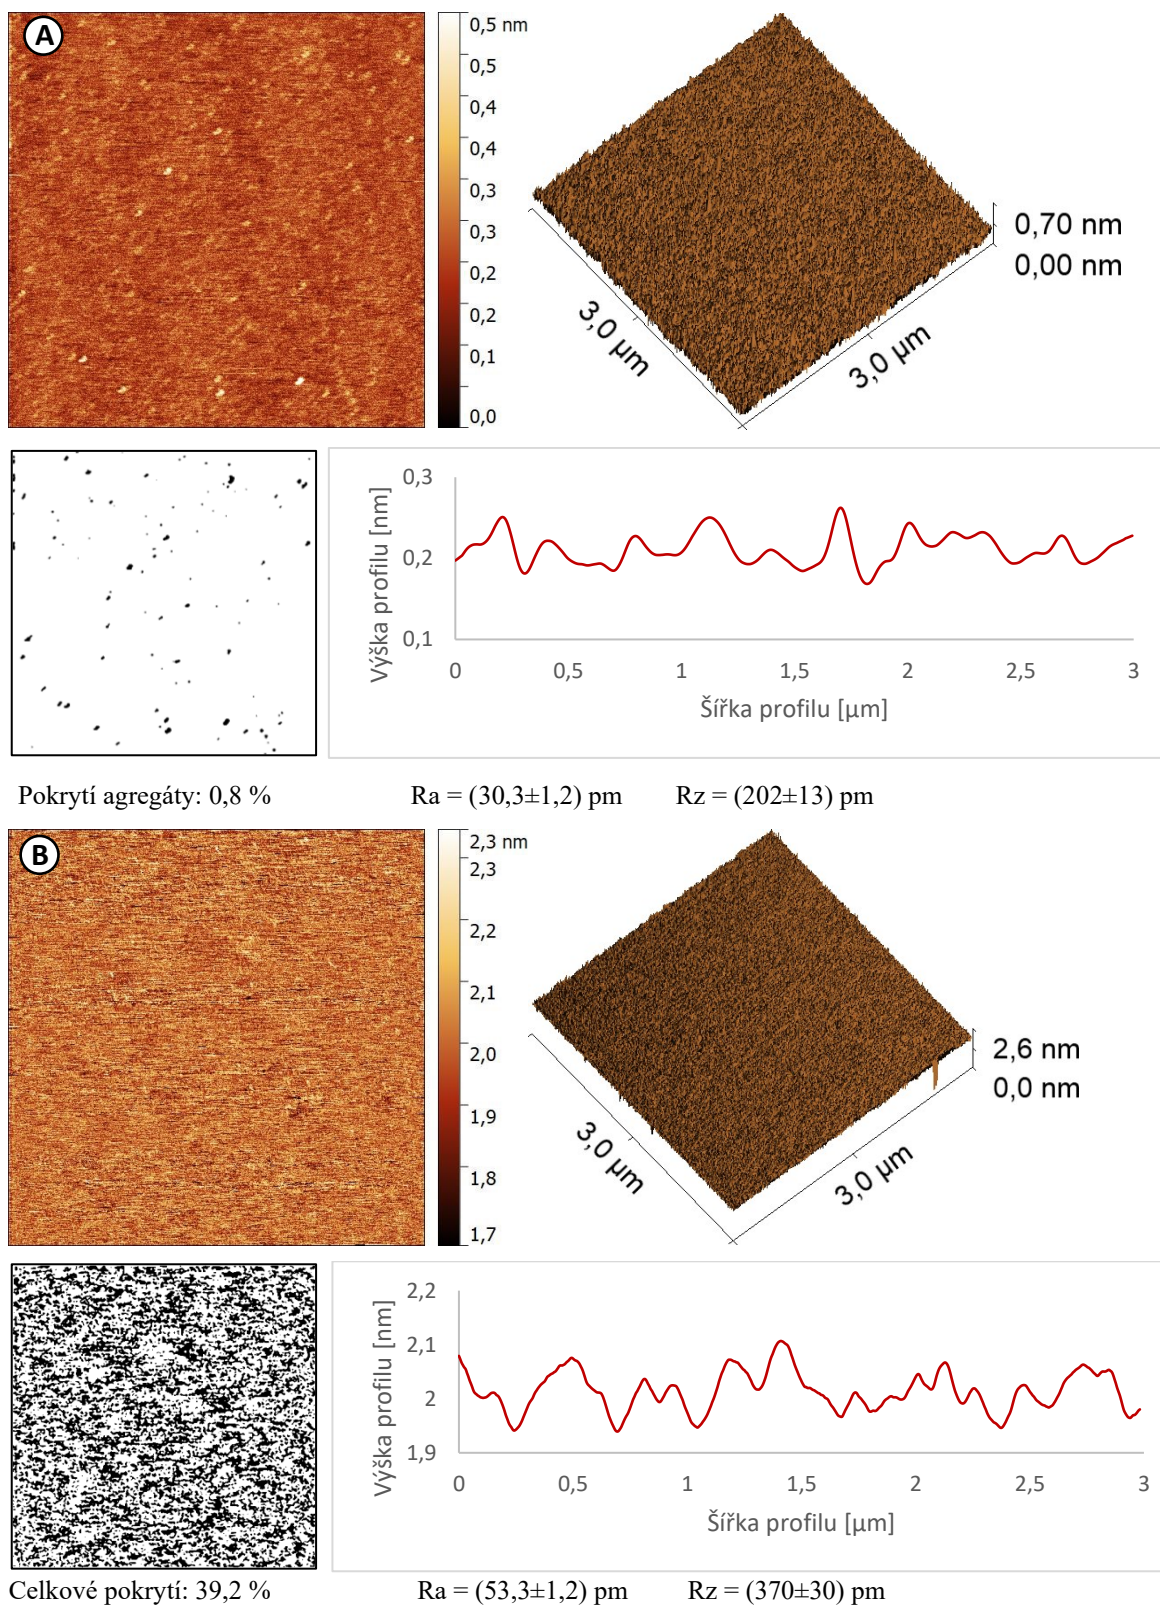 A
0,5 nm
0,5
0,4
0,4
0,3
0,3
0,2
0,2
0,1
0,0
0,70 nm
0,00 nm
3,0 µm
3,0 µm
Výška profilu [nm]
0,3
0,2
0,1
0 0,5 1 1,5 2 2,5 3
Šířka profilu [µm]
Pokrytí agregáty: 0,8 % Ra = (30,3±1,2) pm Rz = (202±13) pm
B
2,3 nm
2,3
2,2
2,1
2,0
1,9
1,8
1,7
2,6 nm
0,0 nm
3,0 µm
3,0 µm
Výška profilu [nm]
2,2
2,1
2
1,9
0 0,5 1 1,5 2 2,5 3
Šířka profilu [µm]
Celkové pokrytí: 39,2 % Ra = (53,3±1,2) pm Rz = (370±30) pm